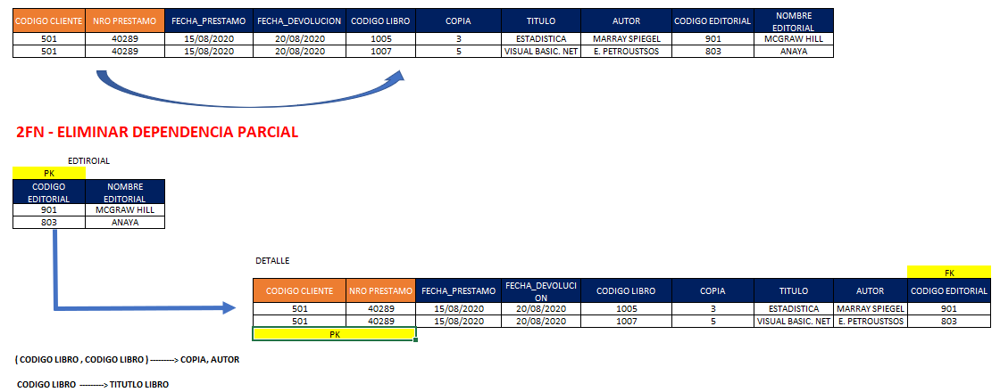 CODIGO CLIENTE NRO PRESTAMO FECHA_PRESTAMO FECHA_DEVOLUCION CODIGO LIBRO COPIA TITULO AUTOR CODIGO EDITORIAL NOMBRE EDITORIAL
501 40289 15/08/2020 20/08/2020 1005 3 ESTADISTICA MARRAY SPIEGEL 901 MCGRAW HILL
501 40289 15/08/2020 20/08/2020 1007 5 VISUAL BASIC. NET E. PETROUSTSOS 803 ANAYA
2FN - ELIMINAR DEPENDENCIA PARCIAL
EDTIROIAL
PK
CODIGO EDITORIAL NOMBRE EDITORIAL
901 MCGRAW HILL
803 ANAYA
DETALLE
FK
CODIGO CLIENTE NRO PRESTAMO FECHA_PRESTAMO FECHA_DEVOLUCI ON CODIGO LIBRO COPIA TITULO AUTOR CODIGO EDITORIAL
501 40289 15/08/2020 20/08/2020 1005 3 ESTADISTICA MARRAY SPIEGEL 901
501 40289 15/08/2020 20/08/2020 1007 5 VISUAL BASIC. NET E. PETROUSTSOS 803
PK
( CODIGO LIBRO , CODIGO LIBRO ) ---------> COPIA, AUTOR
CODIGO LIBRO ---------> TITUTLO LIBRO